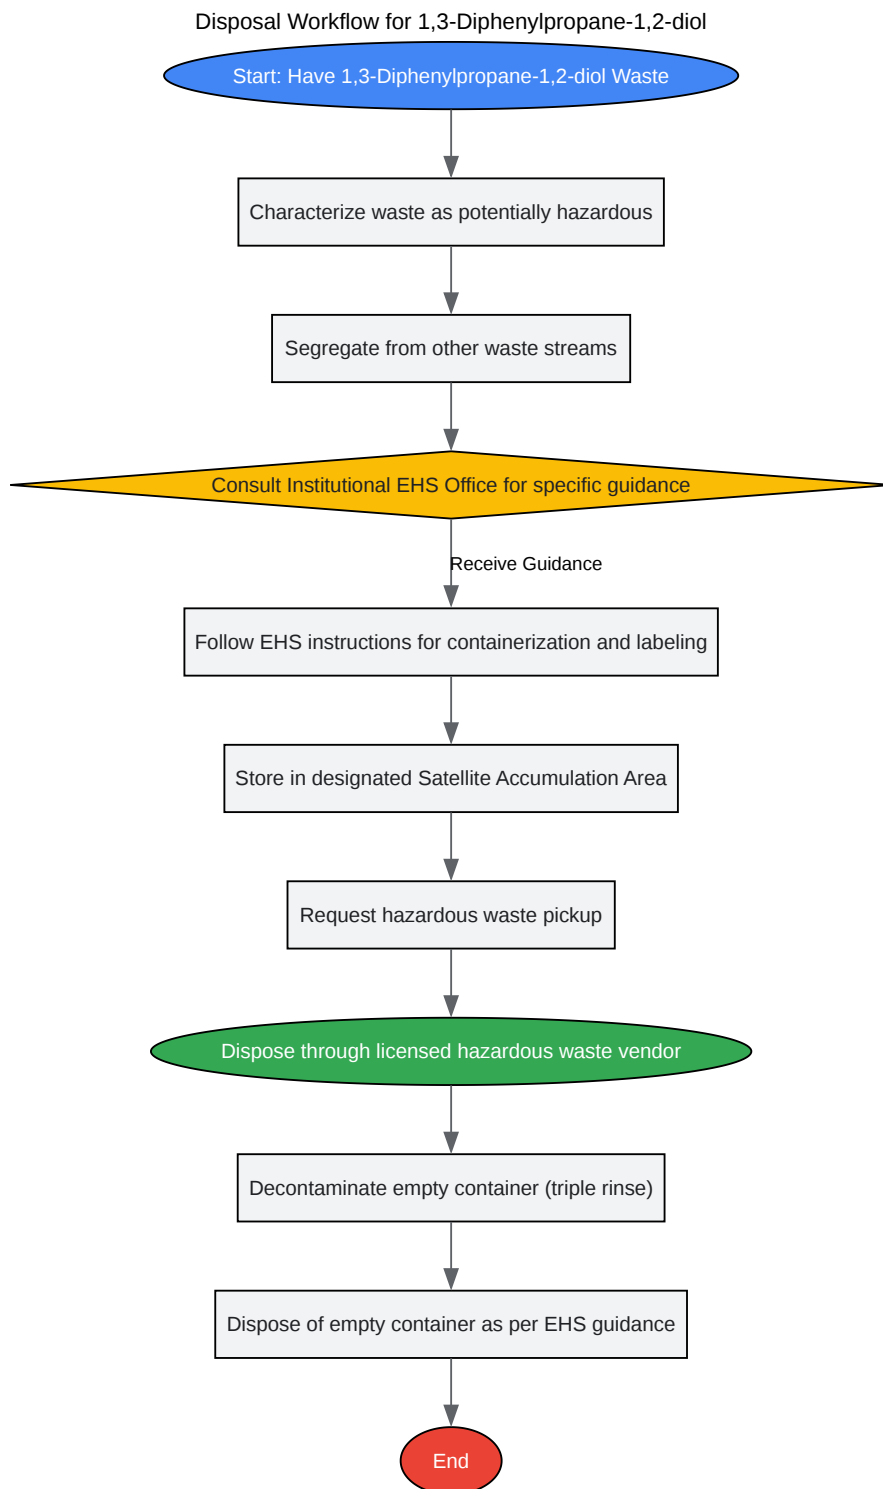 Disposal Workflow for 1,3-Diphenylpropane-1,2-diol
Start: Have 1,3-Diphenylpropane-1,2-diol Waste
Characterize waste as potentially hazardous
Segregate from other waste streams
Consult Institutional EHS Office for specific guidance
Receive Guidance
Follow EHS instructions for containerization and labeling
Store in designated Satellite Accumulation Area
Request hazardous waste pickup
Dispose through licensed hazardous waste vendor
Decontaminate empty container (triple rinse)
Dispose of empty container as per EHS guidance
End